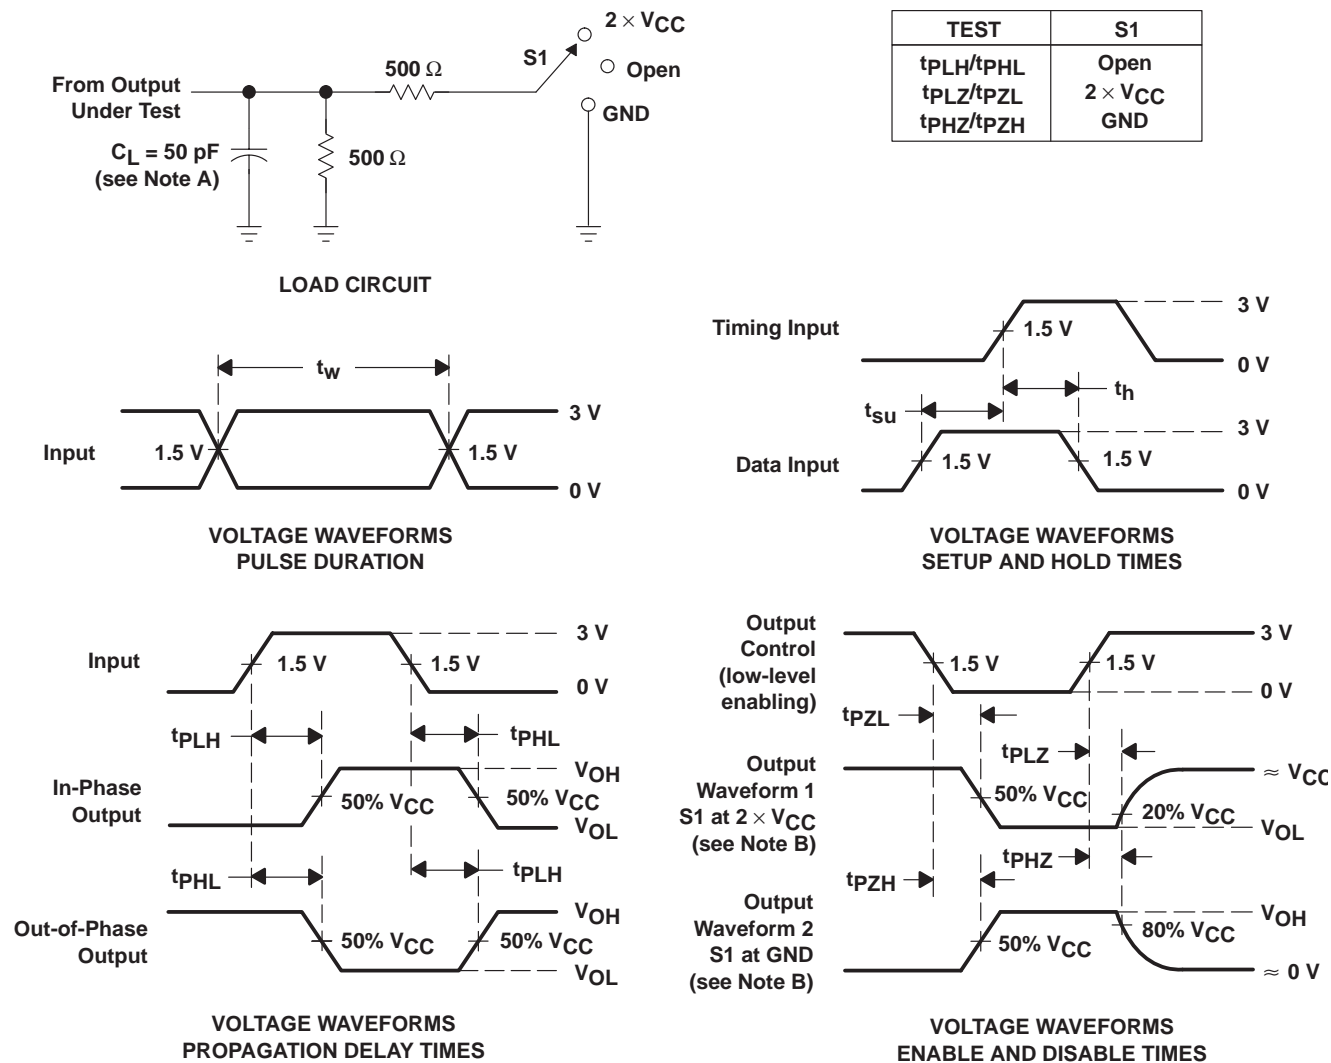 2 × VCC
S1
500 Ω
Open
From Output
Under Test
GND
CL = 50 pF
(see Note A)
500 Ω
LOAD CIRCUIT
TEST S1
tPLH/tPHL Open
tPLZ/tPZL 2 × VCC
tPHZ/tPZH GND
tw
3 V
Input
1.5 V
1.5 V
0 V
VOLTAGE WAVEFORMS
PULSE DURATION
3 V
Timing Input
1.5 V
0 V
th
tsu
3 V
Data Input
1.5 V
1.5 V
0 V
VOLTAGE WAVEFORMS
SETUP AND HOLD TIMES
3 V
Input
1.5 V
1.5 V
0 V
tPLH
tPHL
VOH
In-Phase
Output
50% VCC
50% VCC
VOL
tPHL
tPLH
VOH
Out-of-Phase
Output
50% VCC
50% VCC
VOL
VOLTAGE WAVEFORMS
PROPAGATION DELAY TIMES
Output
Control
(low-level
enabling)
3 V
1.5 V
1.5 V
0 V
tPZL
tPLZ
Output
Waveform 1
S1 at 2 × VCC
(see Note B)
≈ VCC
50% VCC
20% VCC
VOL
tPHZ
tPZH
Output
Waveform 2
S1 at GND
(see Note B)
VOH
50% VCC
80% VCC
≈ 0 V
VOLTAGE WAVEFORMS
ENABLE AND DISABLE TIMES